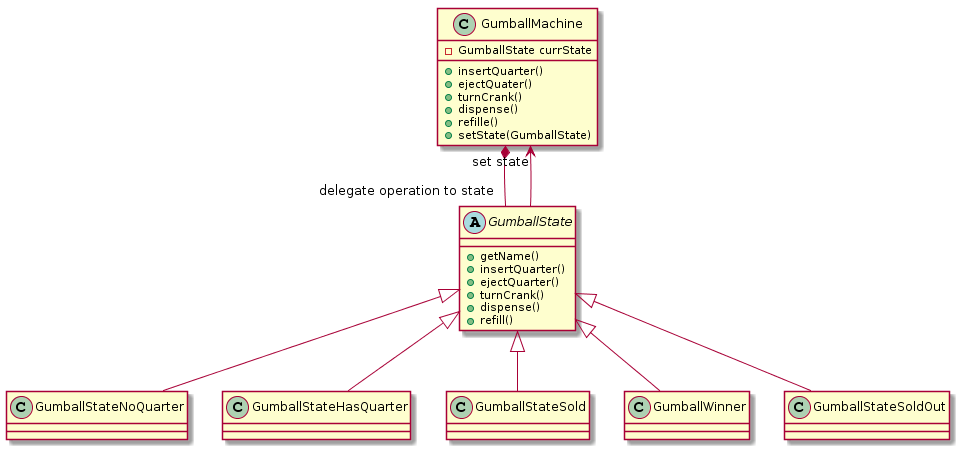 C GumballMachine
GumballState currState
insertQuarter()
ejectQuater()
turnCrank()
dispense()
refille()
setState(GumballState)
set state
delegate operation to state
A GumballState
getName()
insertQuarter()
ejectQuarter()
turnCrank()
dispense()
refill()
C GumballStateNoQuarter
C GumballStateHasQuarter
C GumballStateSold
C GumballWinner
C GumballStateSoldOut